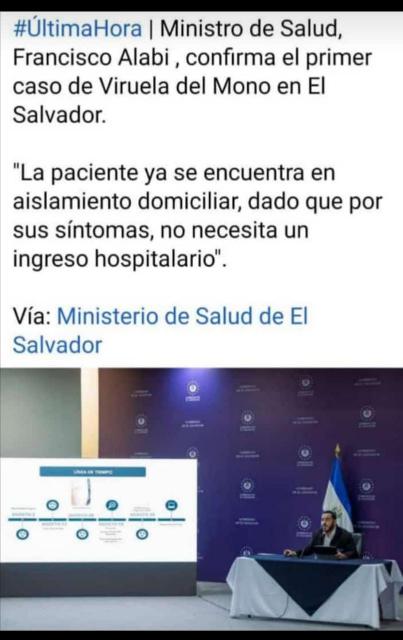 #ÚltimaHora | Ministro de Salud,
Francisco Alabi , confirma el primer
caso de Viruela del Mono en El
Salvador.
"La paciente ya se encuentra en
aislamiento domiciliar, dado que por
sus síntomas, no necesita un
ingreso hospitalario".
Vía: Ministerio de Salud de El
Salvador
LÍNEA DE TIEMPO